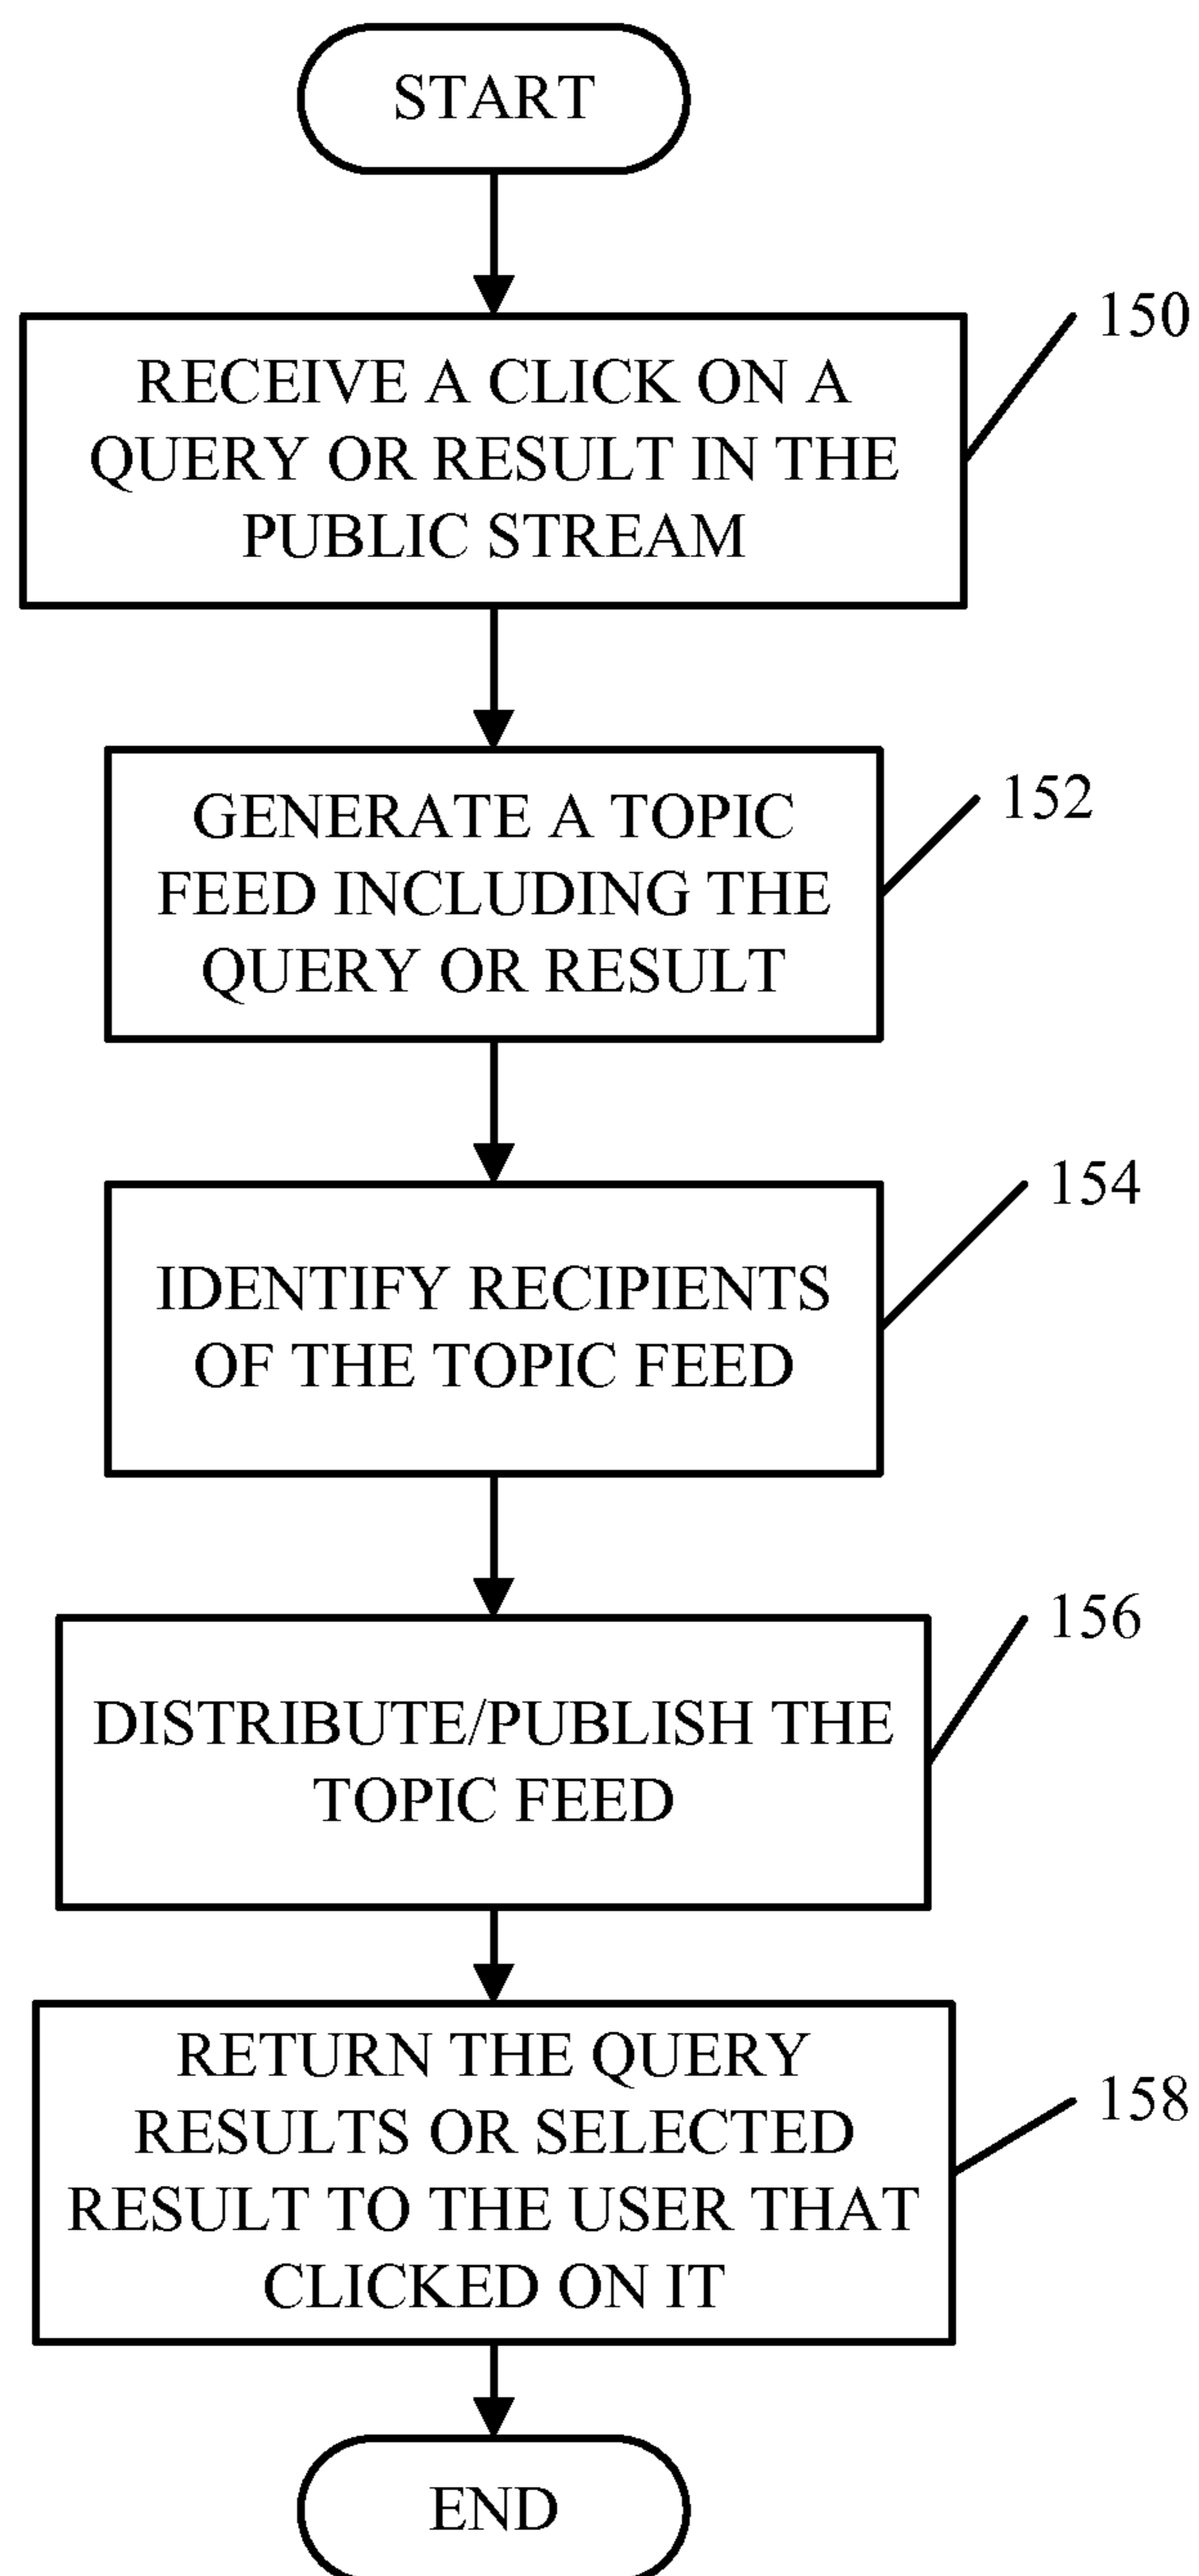 START
150
RECEIVE A CLICK ON A
QUERY OR RESULT IN THE
PUBLIC STREAM
152
GENERATE A TOPIC
FEED INCLUDING THE
QUERY OR RESULT
154
IDENTIFY RECIPIENTS
OF THE TOPIC FEED
156
DISTRIBUTE/PUBLISH THE
TOPIC FEED
158
RETURN THE QUERY
RESULTS OR SELECTED
RESULT TO THE USER THAT
CLICKED ON IT
END